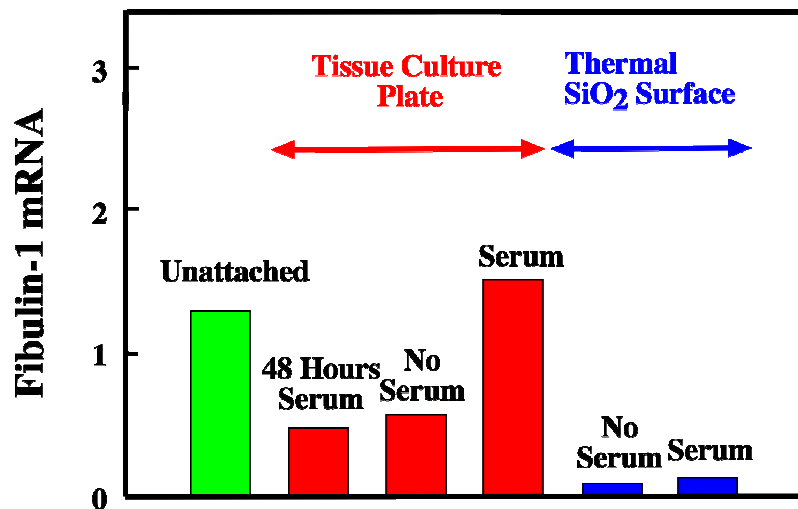 Fibulin-1 mRNA
3
2
1
0
Tissue Culture
Plate
Thermal
SiO2 Surface
Unattached
48 Hours
Serum
No
Serum
Serum
No
Serum
Serum